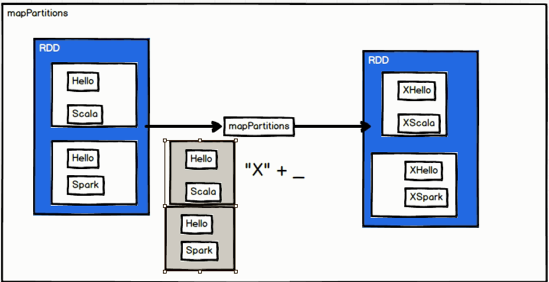 mapPartitions
RDD
Hello
Scala
Hello
Spark
mapPartitions
Hello
Scala
Hello
Spark
"X" + _
RDD
XHello
XScala
XHello
XSpark